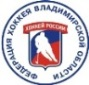 ФЕДЕРАЦИЯ ХОККЕЯ ВЛАДИМИРСКОЙ ОБЛАСТИ
ХОККЕЙ РОССИИ